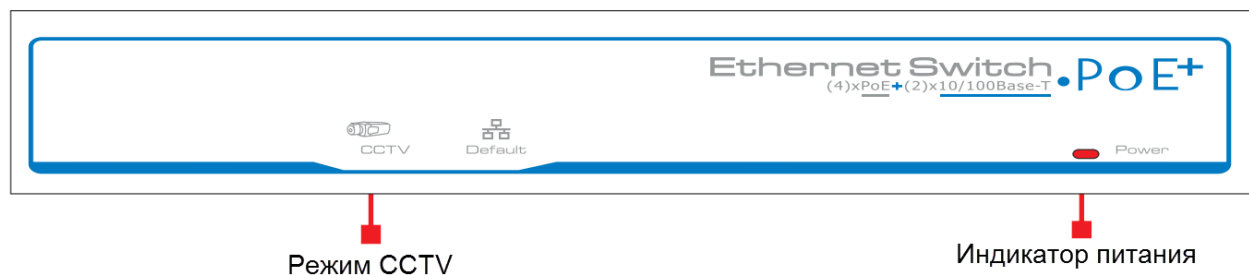 Ethernet Switch
(4)xPoE+(2)x10/100Base-T
•PoE+
CCTV
Default
Power
Режим CCTV
Индикатор питания